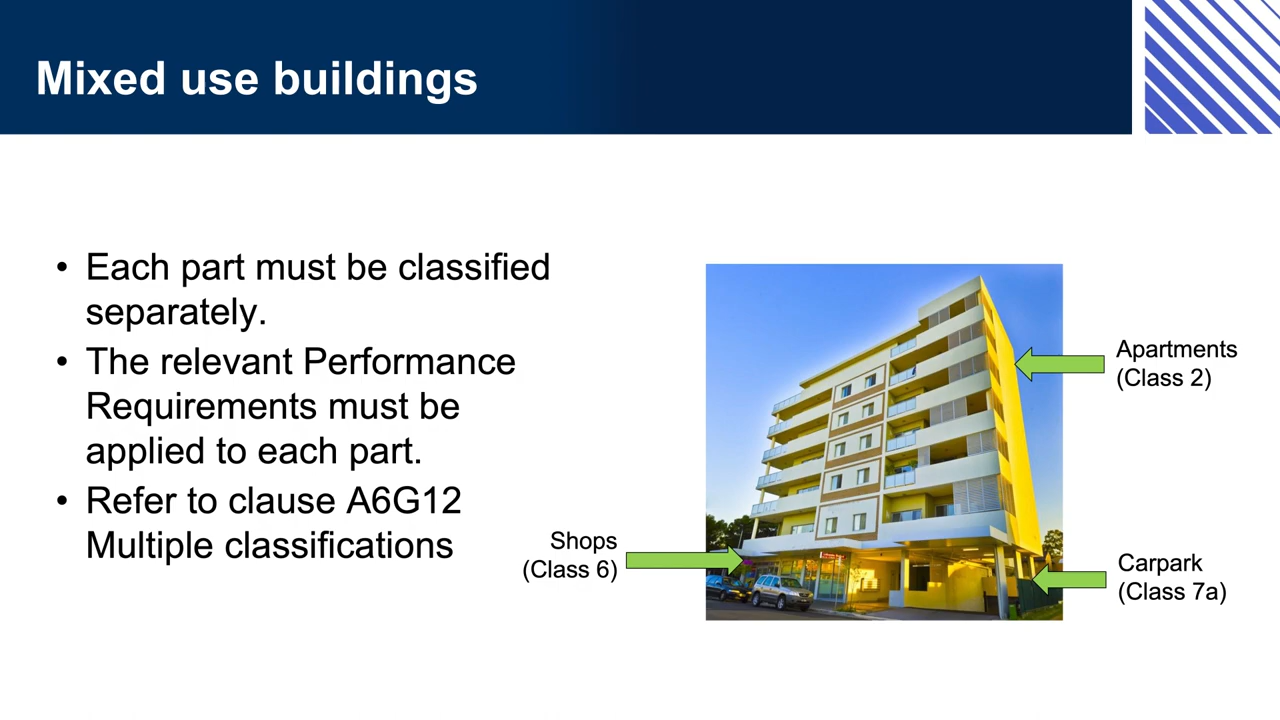 Mixed use buildings
• Each part must be classified
separately.
• The relevant Performance
Requirements must be
applied to each part.
• Refer to clause A6G12
Multiple classifications
Apartments
(Class 2)
Shops
(Class 6)
Carpark
(Class 7a)